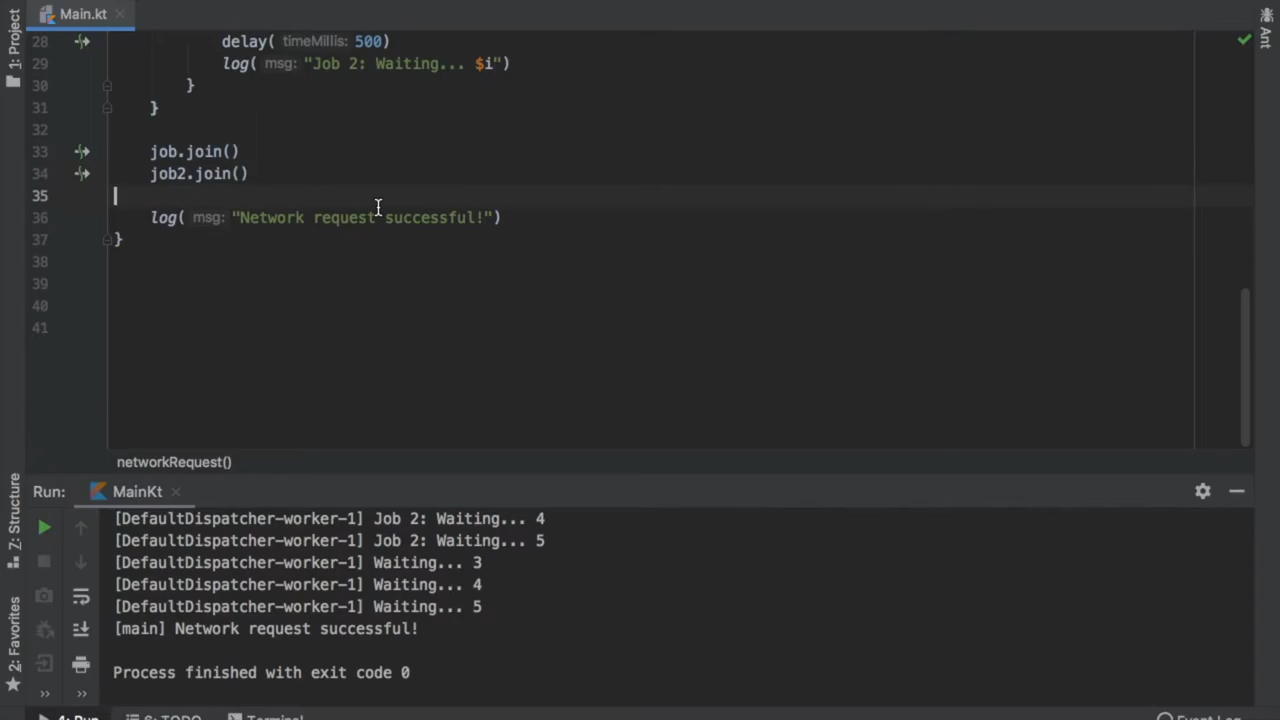 Main.kt
1: Project
Ant
28 delay( timeMillis: 500)
29 log( msg: "Job 2: Waiting... $i")
30 }
31 }
32
33 job.join()
34 job2.join()
35
36 log( msg: "Network request successful!")
37 }
38
39
40
41
networkRequest()
Run: MainKt
Z: Structure
2: Favorites
[DefaultDispatcher-worker-1] Job 2: Waiting... 4
[DefaultDispatcher-worker-1] Job 2: Waiting... 5
[DefaultDispatcher-worker-1] Waiting... 3
[DefaultDispatcher-worker-1] Waiting... 4
[DefaultDispatcher-worker-1] Waiting... 5
[main] Network request successful!
Process finished with exit code 0
4: Run 6: TODO Terminal Event Log